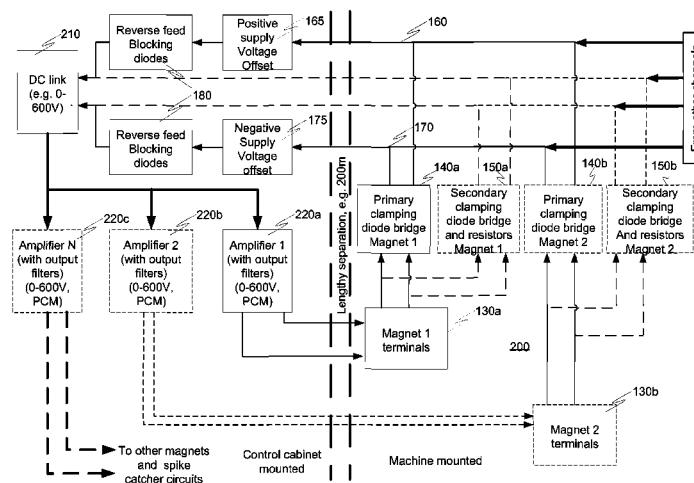 210
Reverse feed
Blocking
diodes
Positive
supply
Voltage
Offset
165
160
DC link
(e.g. 0-
600V)
180
Reverse feed
Blocking
diodes
Negative
Supply
Voltage
offset
175
170
140a
150a
140b
150b
Lengthy separation, e.g. 200m
Primary
clamping
diode bridge
Magnet 1
Secondary
clamping
diode bridge
and resistors
Magnet 1
Primary
clamping
diode bridge
Magnet 2
Secondary
clamping
diode bridge
And resistors
Magnet 2
220c
220b
220a
Amplifier N
(with output
filters)
(0-600V,
PCM)
Amplifier 2
(with output
filters)
(0-600V,
PCM)
Amplifier 1
(with output
filters)
(0-600V,
PCM)
Magnet 1
terminals
130a
200
130b
Magnet 2
terminals
To other magnets
and spike
catcher circuits
Control cabinet
mounted
Machine mounted